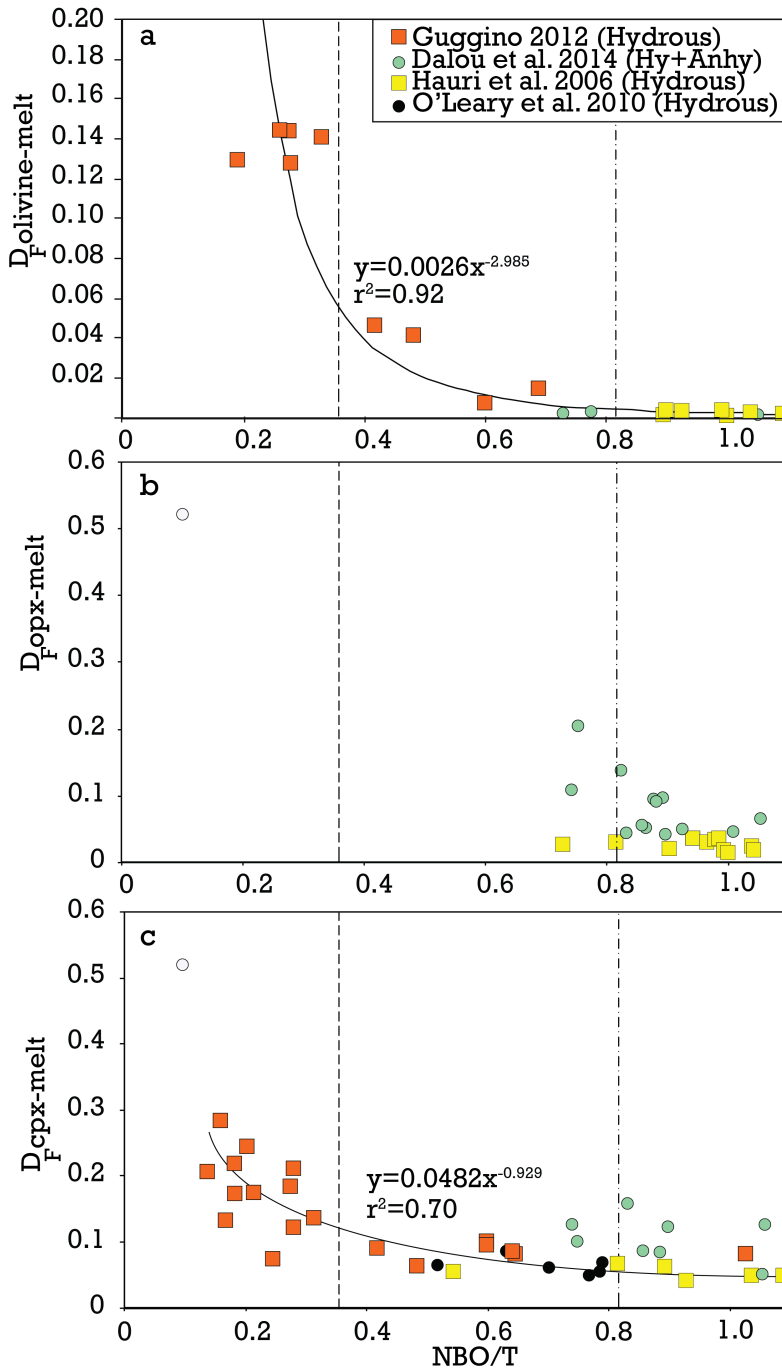 a
Guggino 2012 (Hydrous)
Dalou et al. 2014 (Hy+Anhy)
Hauri et al. 2006 (Hydrous)
O'Leary et al. 2010 (Hydrous)
0.20
0.18
0.16
0.14
0.12
0.10
0.08
0.06
0.04
0.02
D_F olivine-melt
y=0.0026x^-2.985
r²=0.92
0 0.2 0.4 0.6 0.8 1.0
b
0.6
0.5
0.4
0.3
0.2
0.1
0
D_F opx-melt
0 0.2 0.4 0.6 0.8 1.0
c
0.6
0.5
0.4
0.3
0.2
0.1
0
D_F cpx-melt
y=0.0482x^-0.929
r²=0.70
0 0.2 0.4 0.6 0.8 1.0
NBO/T